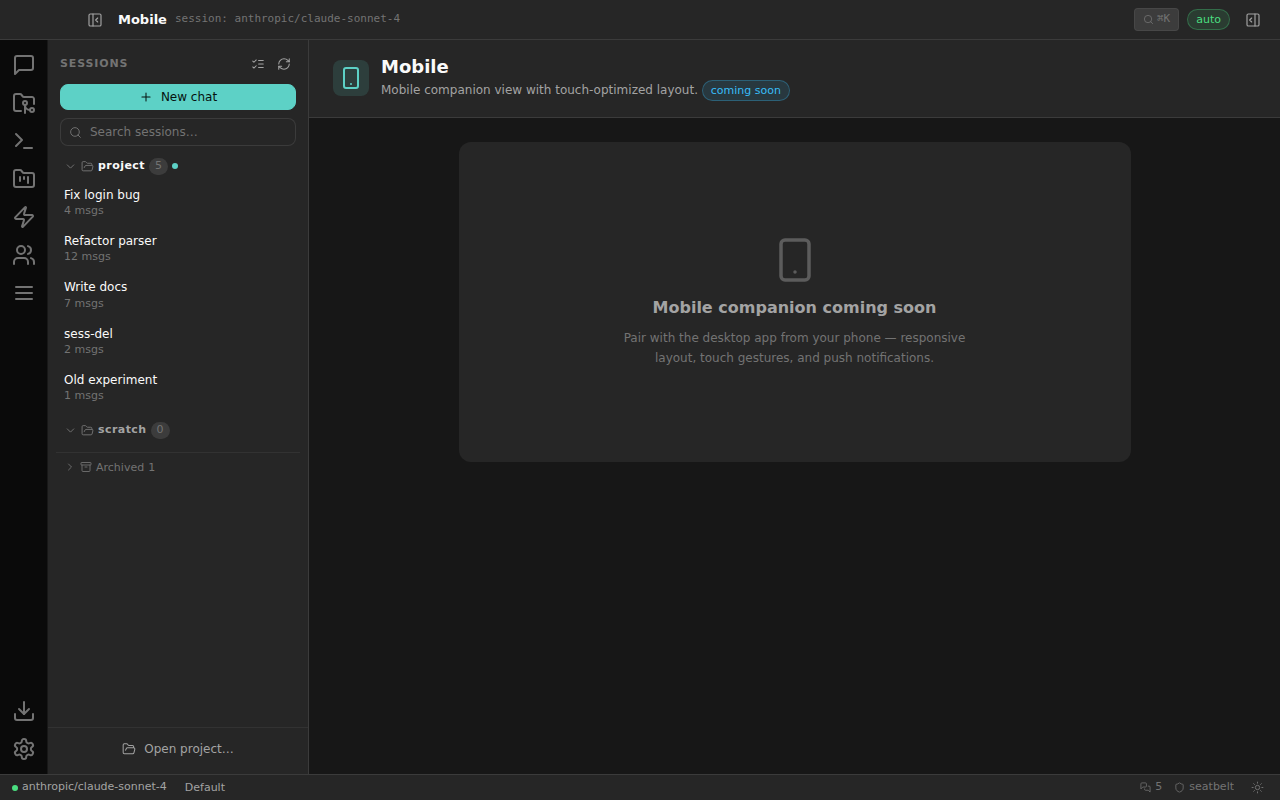 Mobile session: anthropic/claude-sonnet-4
⌘K
auto
SESSIONS
New chat
Search sessions…
project 5
Fix login bug
4 msgs
Refactor parser
12 msgs
Write docs
7 msgs
sess-del
2 msgs
Old experiment
1 msgs
scratch 0
Archived 1
Open project…
Mobile
Mobile companion view with touch-optimized layout. coming soon
Mobile companion coming soon
Pair with the desktop app from your phone — responsive
layout, touch gestures, and push notifications.
anthropic/claude-sonnet-4 Default
5 seatbelt